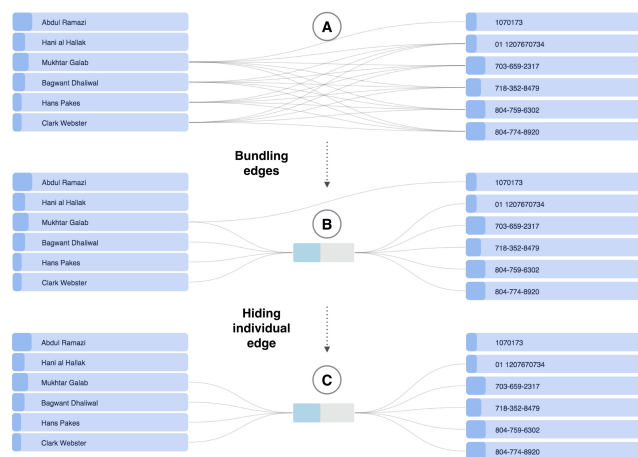 Abdul Ramazi
Hani al Hallak
Mukhtar Galab
Bagwant Dhaliwal
Hans Pakes
Clark Webster
A
1070173
01 1207670734
703-659-2317
718-352-8479
804-759-6302
804-774-8920
Bundling
edges
Abdul Ramazi
Hani al Hallak
Mukhtar Galab
Bagwant Dhaliwal
Hans Pakes
Clark Webster
B
1070173
01 1207670734
703-659-2317
718-352-8479
804-759-6302
804-774-8920
Hiding
individual
edge
Abdul Ramazi
Hani al Hallak
Mukhtar Galab
Bagwant Dhaliwal
Hans Pakes
Clark Webster
C
1070173
01 1207670734
703-659-2317
718-352-8479
804-759-6302
804-774-8920